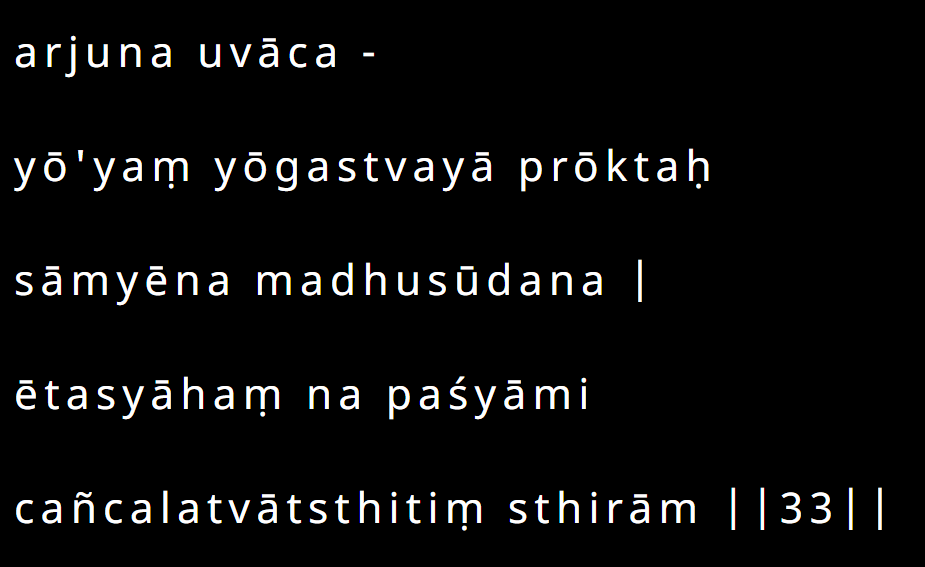 arjuna uvāca -
yō'yaṃ yōgastvayā prōktaḥ
sāmyēna madhusūdana |
ētasyāhaṃ na paśyāmi
cañcalatvātsthitiṃ sthirām ||33||